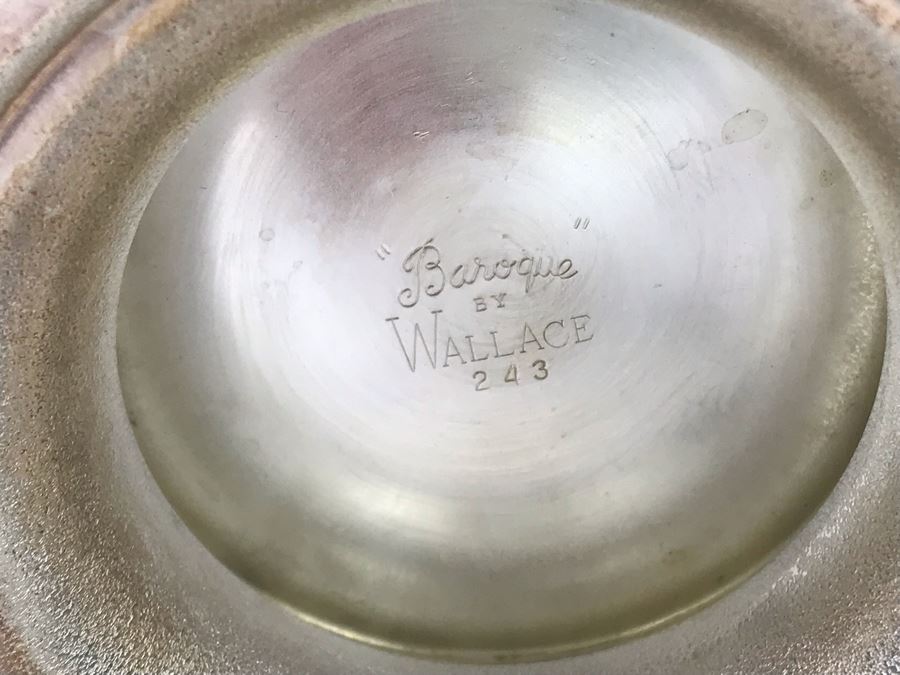 "Baroque"
BY
WALLACE
243